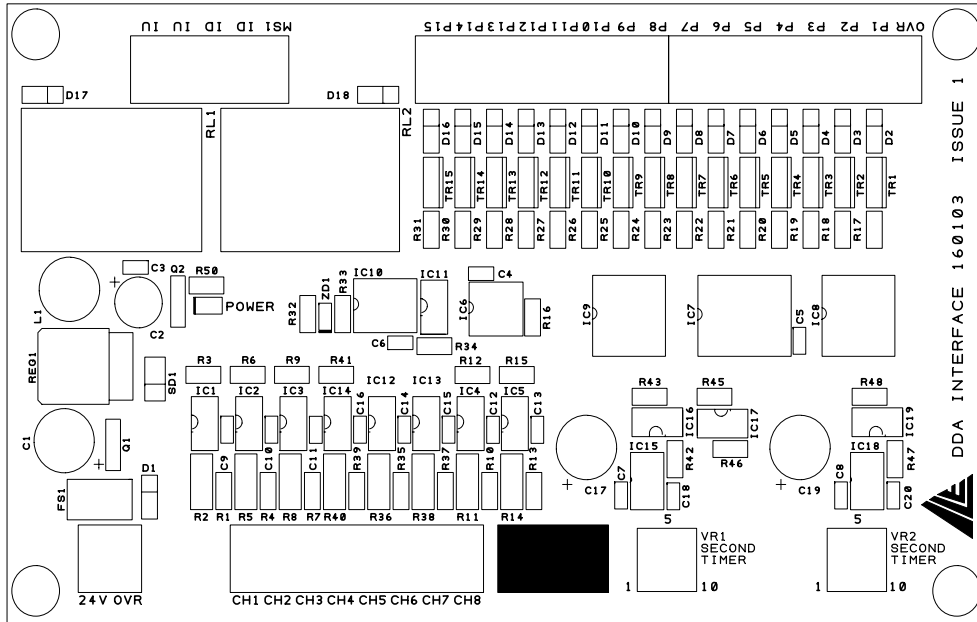 MS1 ID ID IU IU
P15 P14 P13 P12 P11 P10 P9 P8 P7 P6 P5 P4 P3 P2 P1 OVR
D17
D18
RL1
RL2
D16 D15 D14 D13 D12 D11 D10 D9 D8 D7 D6 D5 D4 D3 D2
TR15 TR14 TR13 TR12 TR11 TR10 TR9 TR8 TR7 TR6 TR5 TR4 TR3 TR2 TR1
R31 R30 R29 R28 R27 R26 R25 R24 R23 R22 R21 R20 R19 R18 R17
DDA INTERFACE 160103 ISSUE 1
L1
C3
C2
Q2
R50
POWER
R32
ZD1
R33
IC10
IC11
C6
R34
C4
IC6
R16
IC9
IC7
C5
IC8
REG1
SD1
R3 R6 R9 R41 R12 R15
IC1 IC2 IC3 IC14 IC12 IC13 IC4 IC5
C16 C14 C15 C12 C13
C9 C10 C11 R39 R35 R37 R10 R13
R2 R1 R5 R4 R8 R7 R40 R36 R38 R11 R14
C1
Q1
FS1
D1
24V OVR
CH1 CH2 CH3 CH4 CH5 CH6 CH7 CH8
R43
R45
IC16
IC17
R46
IC15
R42
C17
C7
C18
5
VR1
SECOND
TIMER
1
10
R48
IC19
IC18
R47
C19
C8
C20
5
VR2
SECOND
TIMER
1
10